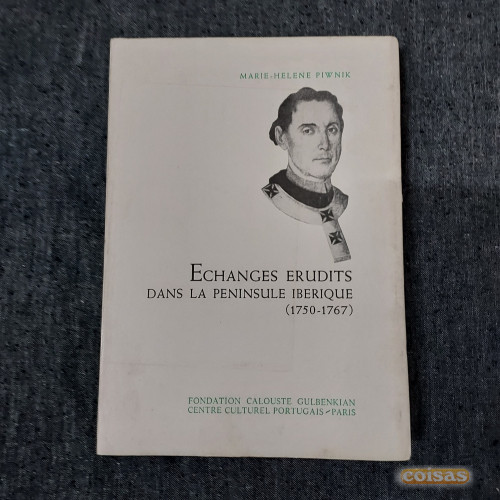 MARIE-HELENE PIWNIK
ECHANGES ERUDITS
DANS LA PENINSULE IBERIQUE
(1750-1767)
FONDATION CALOUSTE GULBENKIAN
CENTRE CULTUREL PORTUGAIS-PARIS
coisas